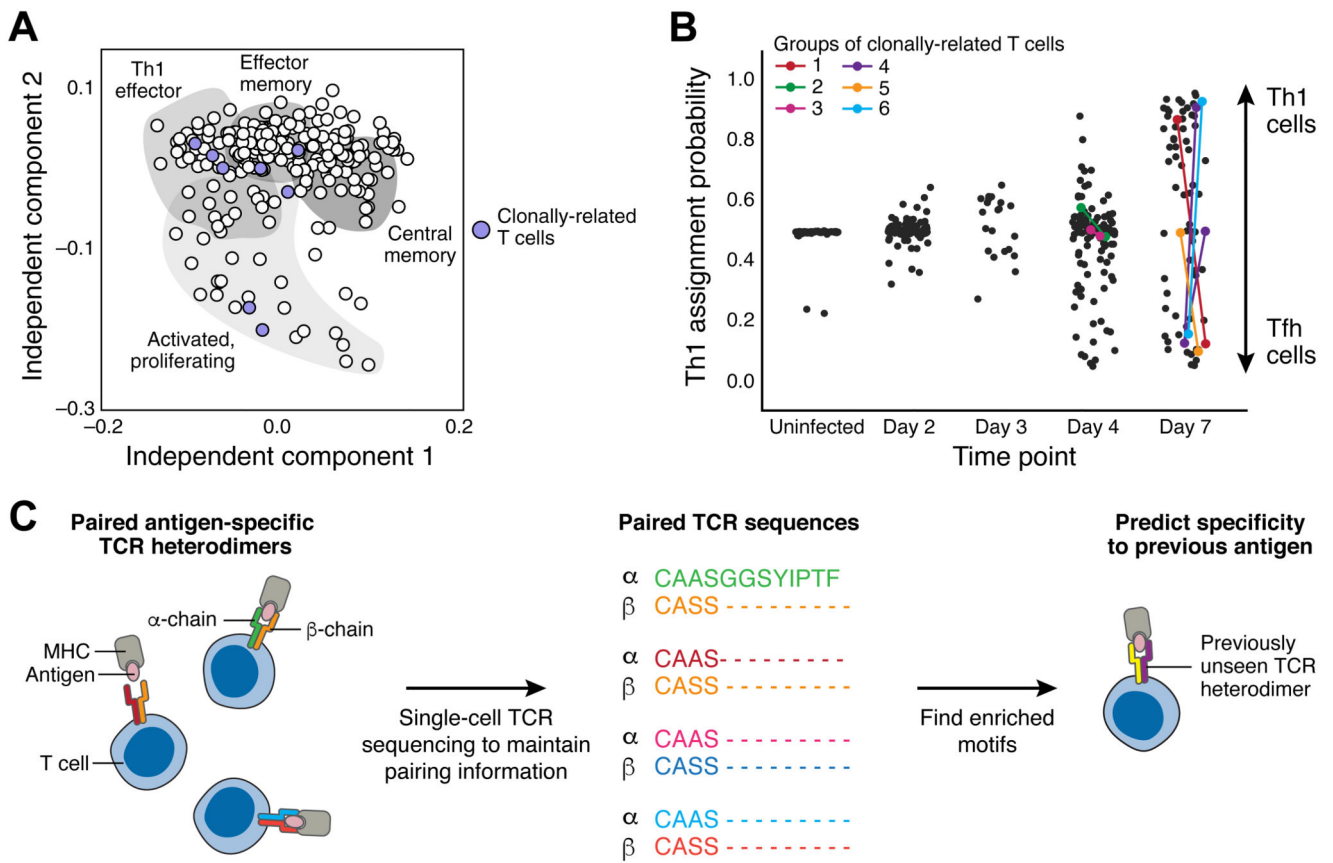 A
Independent component 2
0.1
−0.1
−0.3
−0.2
0.0
0.2
Independent component 1
Th1
effector
Effector
memory
Central
memory
Activated,
proliferating
Clonally-related
T cells
B
Th1 assignment probability
Groups of clonally-related T cells
1
2
3
4
5
6
1.0
0.8
0.6
0.4
0.2
0.0
Uninfected
Day 2
Day 3
Day 4
Day 7
Time point
Th1
cells
Tfh
cells
C
Paired antigen-specific
TCR heterodimers
α-chain
β-chain
MHC
Antigen
T cell
Single-cell TCR
sequencing to maintain
pairing information
Paired TCR sequences
α CAASGGSYIPTF
β CASS - - - - - - - - - -
α CAAS- - - - - - - - - -
β CASS - - - - - - - - - -
α CAAS - - - - - - - - - -
β CASS - - - - - - - - - -
α CAAS - - - - - - - - - -
β CASS - - - - - - - - - -
Find enriched
motifs
Predict specificity
to previous antigen
Previously
unseen TCR
heterodimer